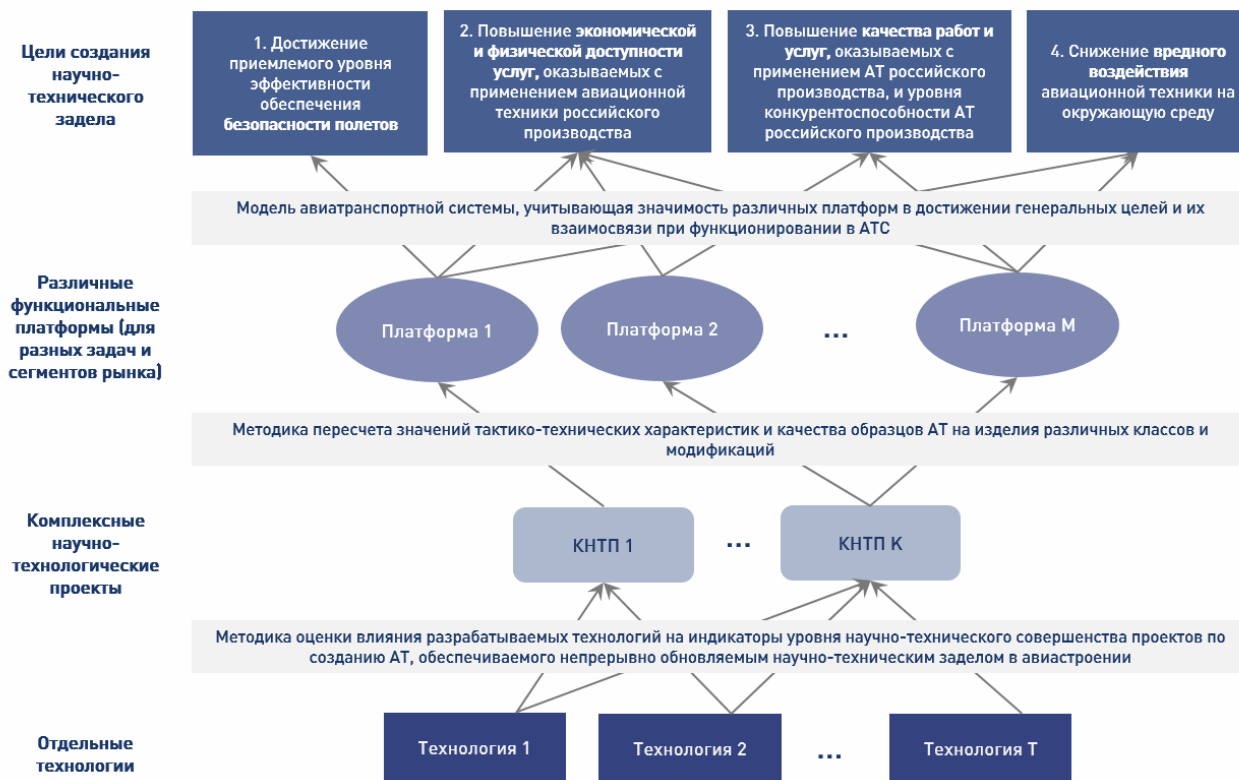 Цели создания
научно-
технического
задела
1. Достижение
приемлемого уровня
эффективности
обеспечения
безопасности полетов
2. Повышение экономической
и физической доступности
услуг, оказываемых с
применением авиационной
техники российского
производства
3. Повышение качества работ и
услуг, оказываемых с
применением АТ российского
производства, и уровня
конкурентоспособности АТ
российского производства
4. Снижение вредного
воздействия
авиационной техники на
окружающую среду
Модель авиатранспортной системы, учитывающая значимость различных платформ в достижении генеральных целей и их
взаимосвязи при функционировании в АТС
Различные
функциональные
платформы (для
разных задач и
сегментов рынка)
Платформа 1
Платформа 2
...
Платформа М
Методика пересчета значений тактико-технических характеристик и качества образцов АТ на изделия различных классов и
модификаций
Комплексные
научно-
технологические
проекты
КНТП 1
...
КНТП К
Методика оценки влияния разрабатываемых технологий на индикаторы уровня научно-технического совершенства проектов по
созданию АТ, обеспечиваемого непрерывно обновляемым научно-техническим заделом в авиастроении
Отдельные
технологии
Технология 1
Технология 2
...
Технология Т